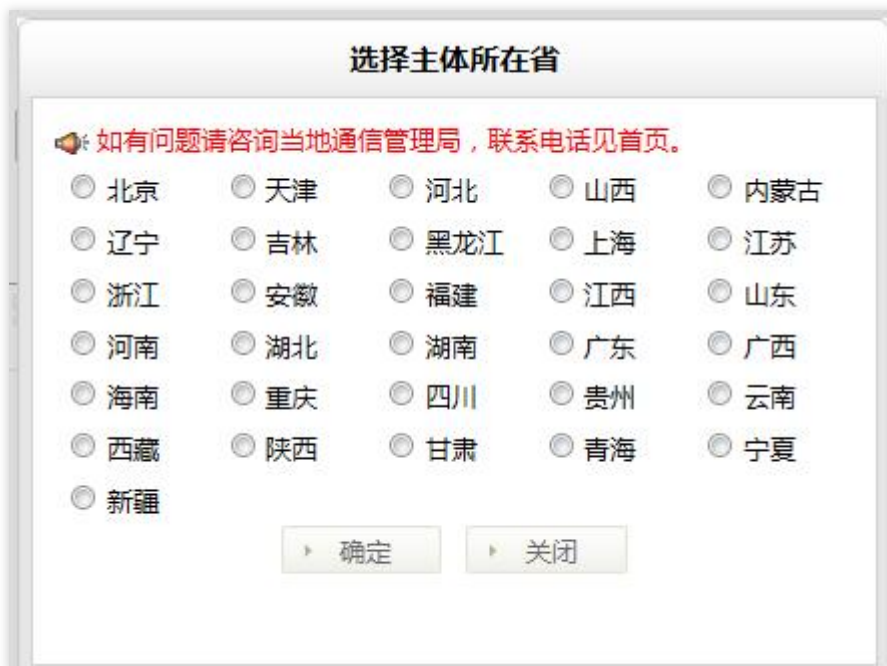 选择主体所在省
如有问题请咨询当地通信管理局，联系电话见首页。
北京 天津 河北 山西 内蒙古
辽宁 吉林 黑龙江 上海 江苏
浙江 安徽 福建 江西 山东
河南 湖北 湖南 广东 广西
海南 重庆 四川 贵州 云南
西藏 陕西 甘肃 青海 宁夏
新疆
确定 关闭